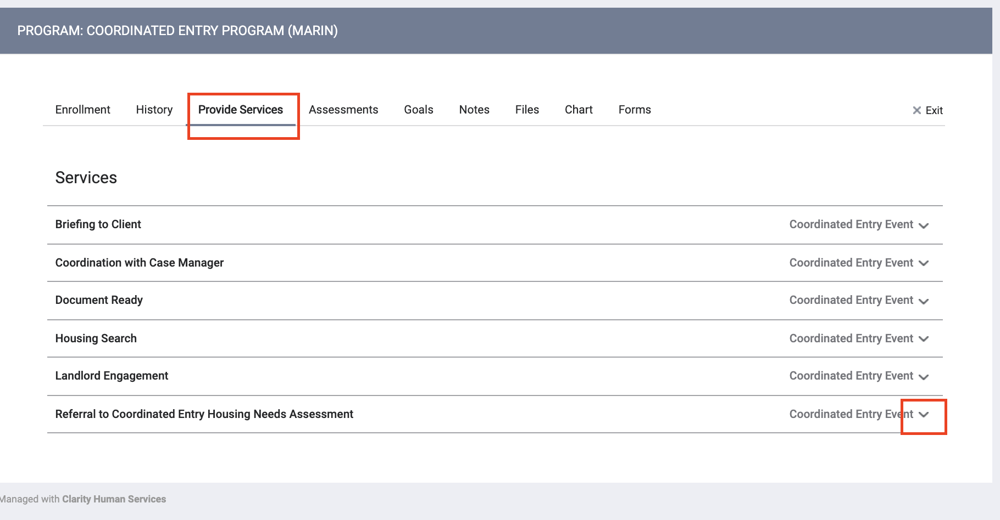 PROGRAM: COORDINATED ENTRY PROGRAM (MARIN)
Enrollment History Provide Services Assessments Goals Notes Files Chart Forms Exit
Services
Briefing to Client Coordinated Entry Event
Coordination with Case Manager Coordinated Entry Event
Document Ready Coordinated Entry Event
Housing Search Coordinated Entry Event
Landlord Engagement Coordinated Entry Event
Referral to Coordinated Entry Housing Needs Assessment Coordinated Entry Event
Managed with Clarity Human Services